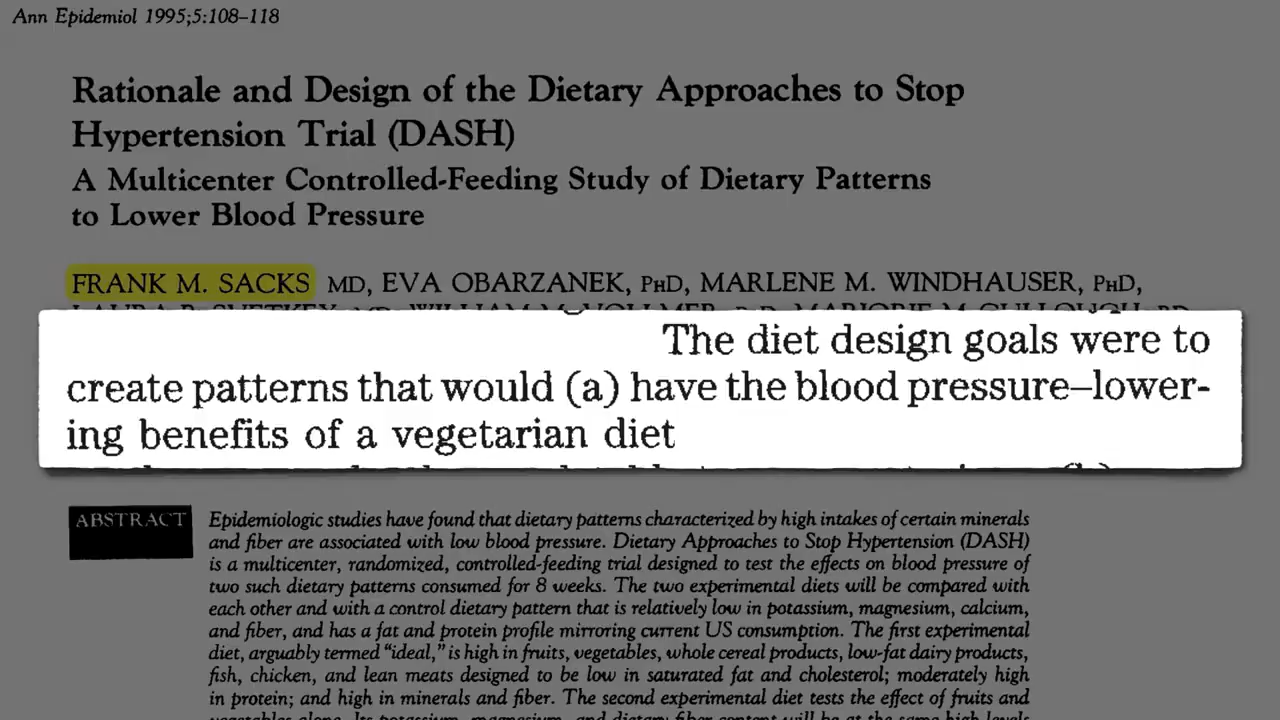 Ann Epidemiol 1995;5:108–118
Rationale and Design of the Dietary Approaches to Stop
Hypertension Trial (DASH)
A Multicenter Controlled-Feeding Study of Dietary Patterns
to Lower Blood Pressure
FRANK M. SACKS MD, EVA OBARZANEK, PHD, MARLENE M. WINDHAUSER, PHD,
The diet design goals were to
create patterns that would (a) have the blood pressure–lower-
ing benefits of a vegetarian diet
ABSTRACT
Epidemiologic studies have found that dietary patterns characterized by high intakes of certain minerals
and fiber are associated with low blood pressure. Dietary Approaches to Stop Hypertension (DASH)
is a multicenter, randomized, controlled-feeding trial designed to test the effects on blood pressure of
two such dietary patterns consumed for 8 weeks. The two experimental diets will be compared with
each other and with a control dietary pattern that is relatively low in potassium, magnesium, calcium,
and fiber, and has a fat and protein profile mirroring current US consumption. The first experimental
diet, arguably termed "ideal," is high in fruits, vegetables, whole cereal products, low-fat dairy products,
fish, chicken, and lean meats designed to be low in saturated fat and cholesterol; moderately high
in protein; and high in minerals and fiber. The second experimental diet tests the effect of fruits and